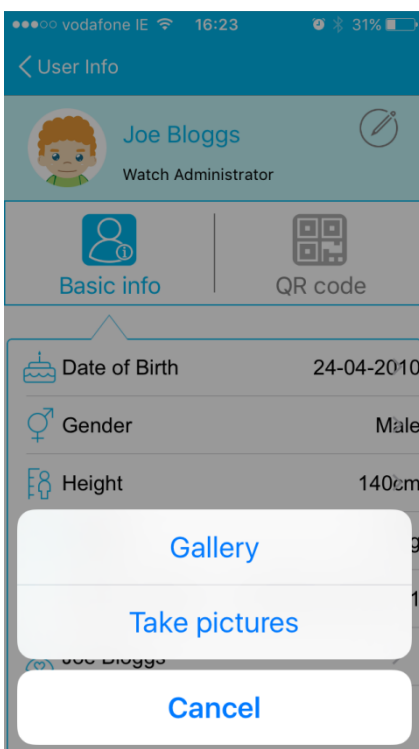 vodafone IE 16:23 31%
User Info
Joe Bloggs
Watch Administrator
Basic info QR code
Date of Birth 24-04-2010
Gender Male
Height 140cm
Gallery
Take pictures
Joe Bloggs
Cancel